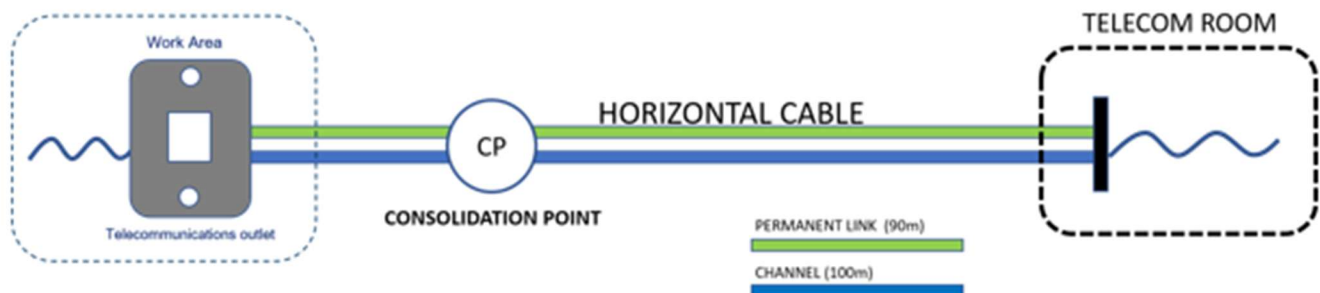 TELECOM ROOM
Work Area
HORIZONTAL CABLE
CP
CONSOLIDATION POINT
Telecommunications outlet
PERMANENT LINK (90m)
CHANNEL (100m)